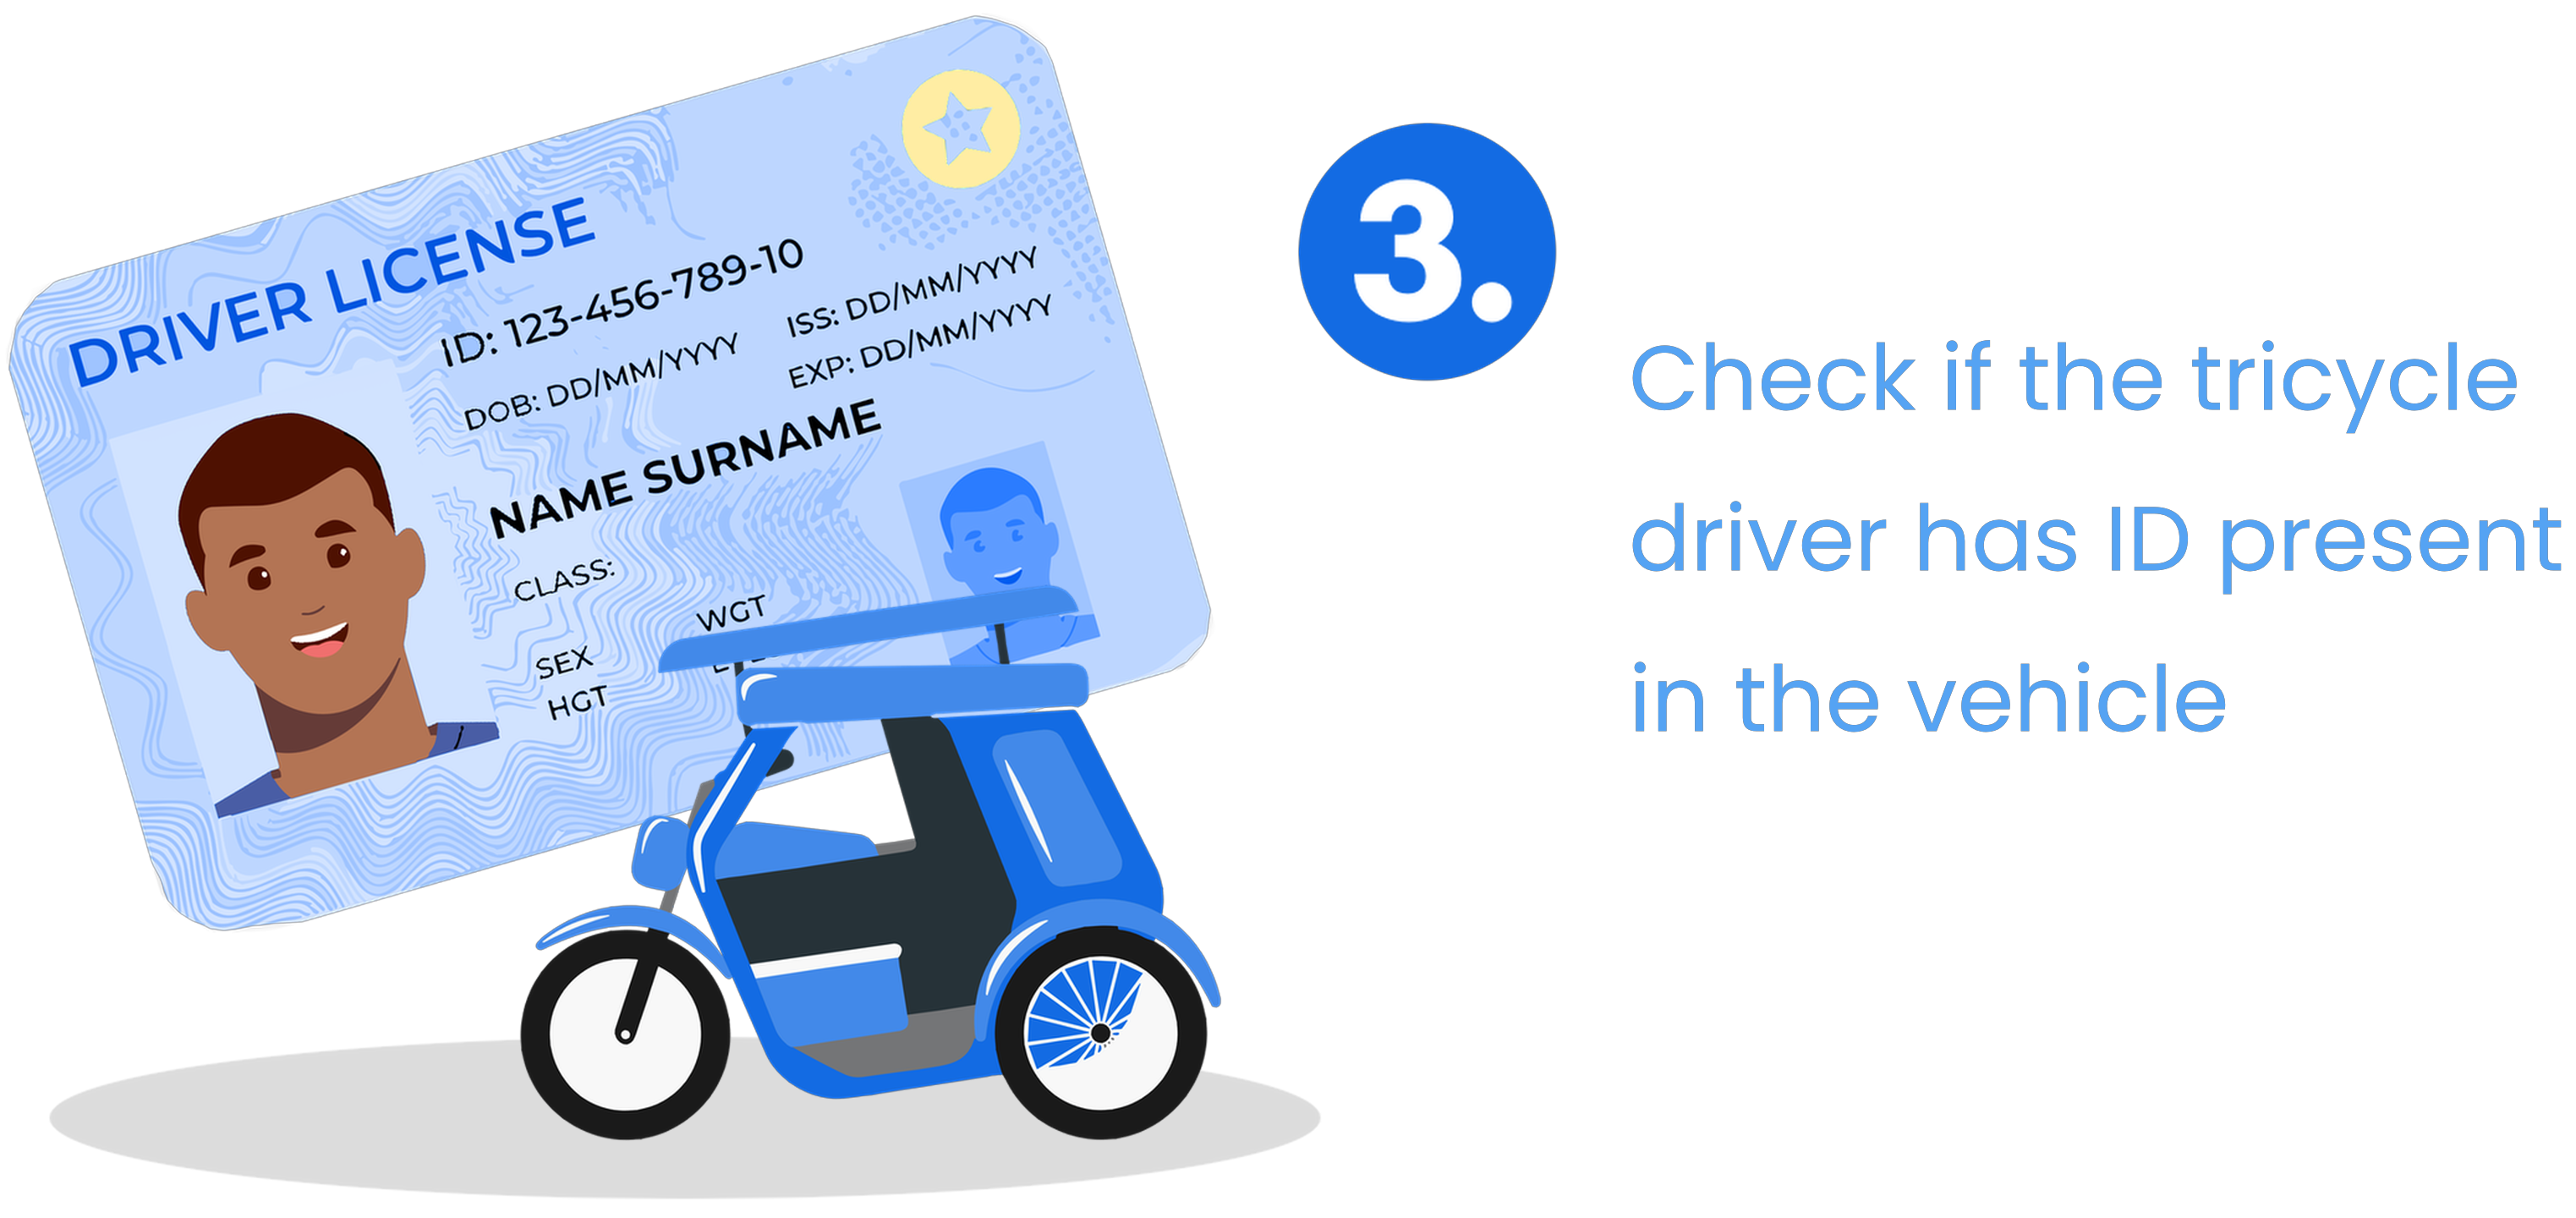 DRIVER LICENSE
ID: 123-456-789-10
DOB: DD/MM/YYYY
ISS: DD/MM/YYYY
EXP: DD/MM/YYYY
NAME SURNAME
CLASS:
SEX
WGT
HGT
3.
Check if the tricycle
driver has ID present
in the vehicle